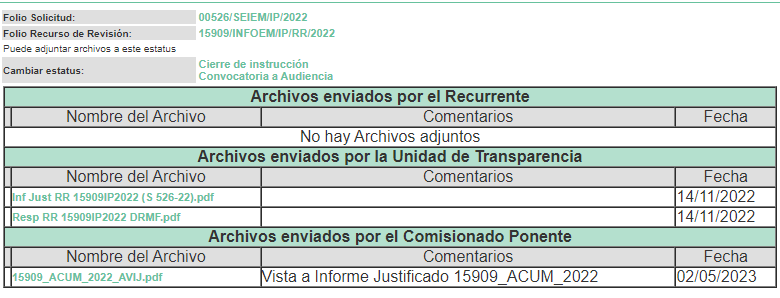 Folio Solicitud: 00526/SEIEM/IP/2022
Folio Recurso de Revisión: 15909/INFOEM/IP/RR/2022
Puede adjuntar archivos a este estatus
Cambiar estatus: Cierre de instrucción
Convocatoria a Audiencia
Archivos enviados por el Recurrente
Nombre del Archivo Comentarios Fecha
No hay Archivos adjuntos
Archivos enviados por la Unidad de Transparencia
Nombre del Archivo Comentarios Fecha
Inf Just RR 15909IP2022 (S 526-22).pdf 14/11/2022
Resp RR 15909IP2022 DRMF.pdf 14/11/2022
Archivos enviados por el Comisionado Ponente
Nombre del Archivo Comentarios Fecha
15909_ACUM_2022_AVIJ.pdf Vista a Informe Justificado 15909_ACUM_2022 02/05/2023